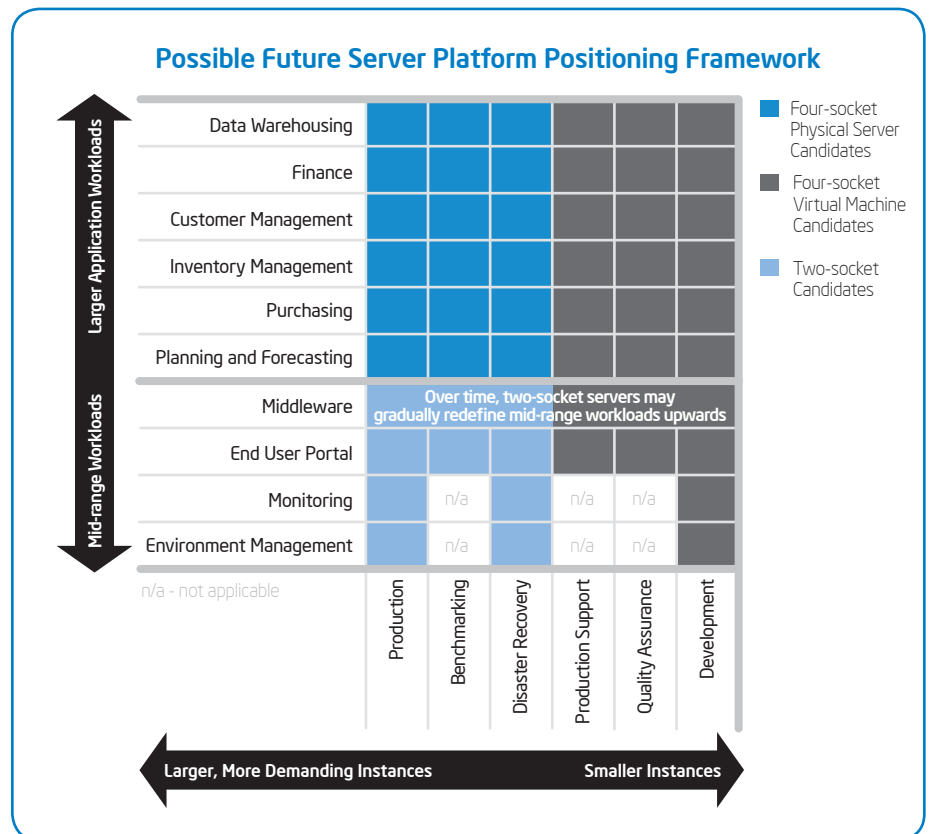 Possible Future Server Platform Positioning Framework
Larger Application Workloads
Mid-range Workloads
Data Warehousing
Finance
Customer Management
Inventory Management
Purchasing
Planning and Forecasting
Middleware
Over time, two-socket servers may
gradually redefine mid-range workloads upwards
End User Portal
Monitoring
n/a
n/a
n/a
Environment Management
n/a
n/a
n/a
n/a - not applicable
Production
Benchmarking
Disaster Recovery
Production Support
Quality Assurance
Development
Larger, More Demanding Instances
Smaller Instances
Four-socket
Physical Server
Candidates
Four-socket
Virtual Machine
Candidates
Two-socket
Candidates